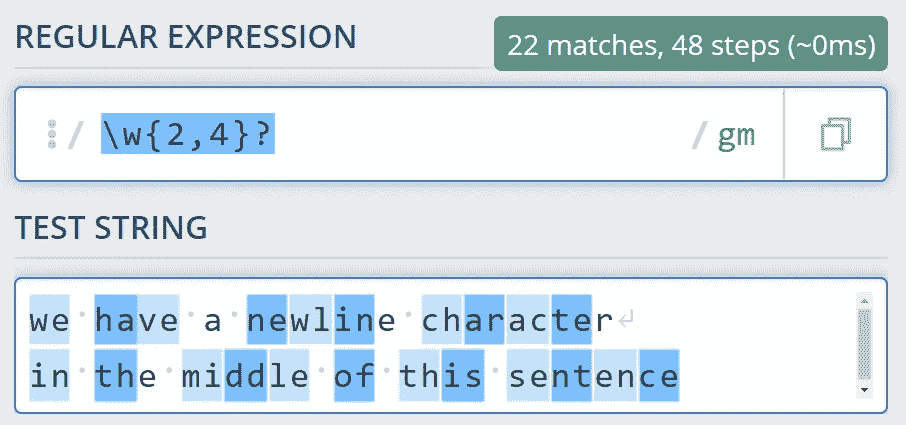 REGULAR EXPRESSION
22 matches, 48 steps (~0ms)
/ \w{2,4}? / gm
TEST STRING
we have a newline character
in the middle of this sentence